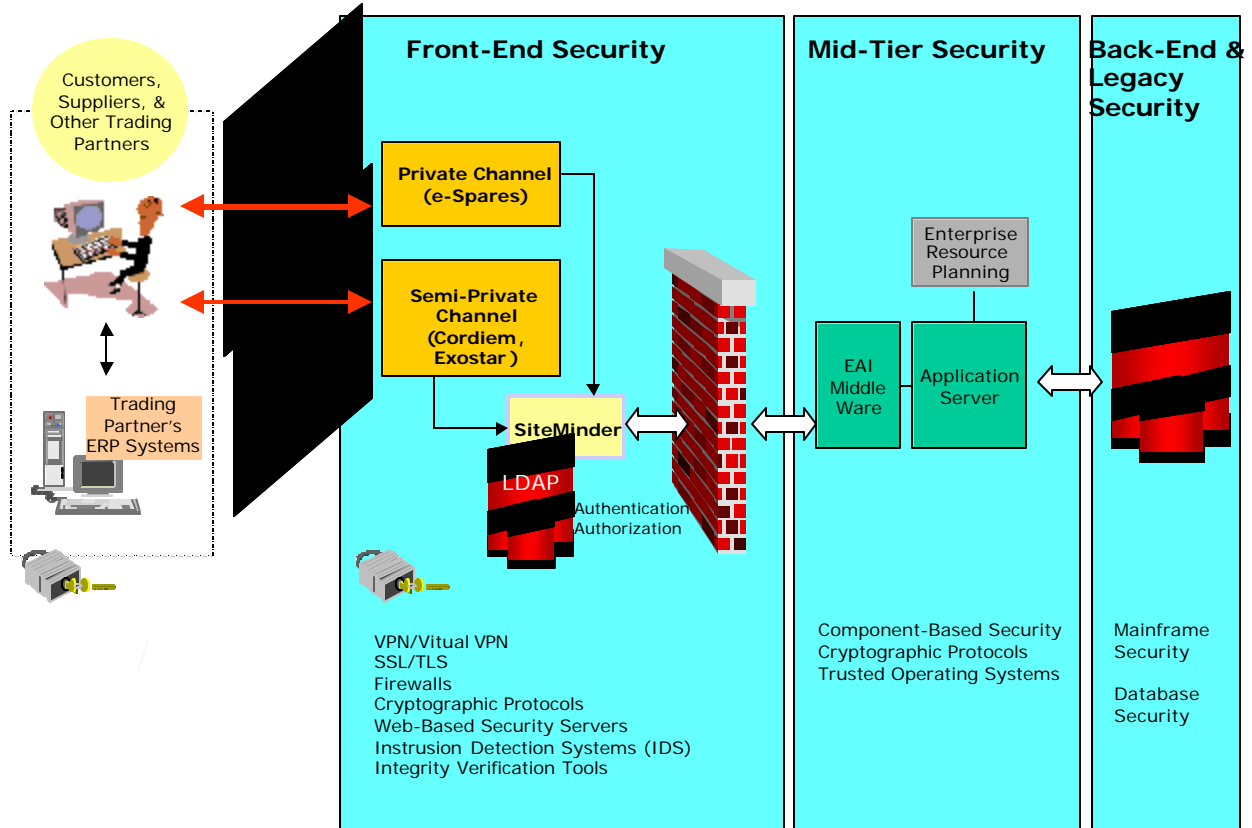 Front-End Security
Mid-Tier Security
Back-End &
Legacy
Security
Customers,
Suppliers, &
Other Trading
Partners
Private Channel
(e-Spares)
Semi-Private
Channel
(Cordiem,
Exostar)
Trading
Partner's
ERP Systems
SiteMinder
LDAP
Authentication
Authorization
Enterprise
Resource
Planning
EAI
Middle
Ware
Application
Server
VPN/Vitual VPN
SSL/TLS
Firewalls
Cryptographic Protocols
Web-Based Security Servers
Instrusion Detection Systems (IDS)
Integrity Verification Tools
Component-Based Security
Cryptographic Protocols
Trusted Operating Systems
Mainframe
Security
Database
Security